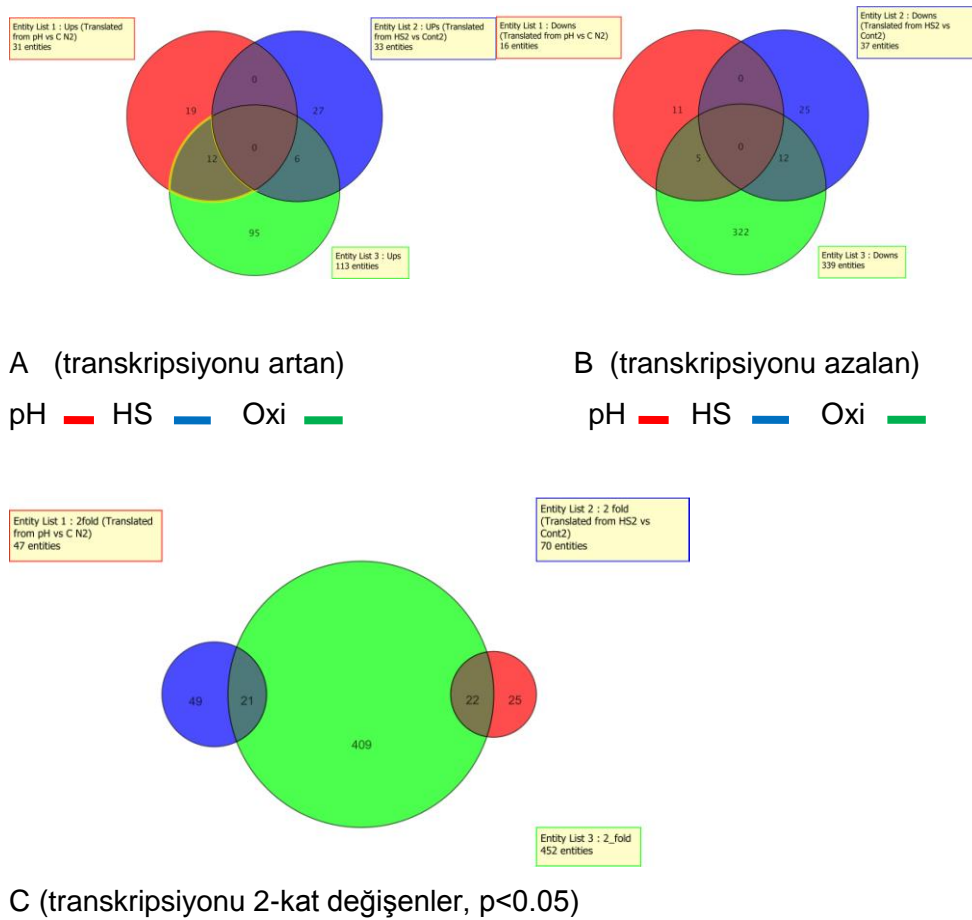 Entity List 1 : Ups (Translated
from pH vs C N2)
31 entities
Entity List 2 : UPs (Translated
from HS2 vs Cont2)
33 entities
0
19
27
0
12
6
95
Entity List 3 : Ups
113 entities
Entity List 1 : Downs
(Translated from pH vs C N2)
16 entities
Entity List 2 : Downs
(Translated from HS2 vs
Cont2)
37 entities
0
11
25
0
5
12
322
Entity List 3 : Downs
339 entities
A (transkripsiyonu artan)
B (transkripsiyonu azalan)
pH HS Oxi
pH HS Oxi
Entity List 1 : 2fold (Translated
from pH vs C N2)
47 entities
Entity List 2 : 2 fold
(Translated from HS2 vs
Cont2)
70 entities
49
21
22
25
409
Entity List 3 : 2_fold
452 entities
C (transkripsiyonu 2-kat değişenler, p<0.05)